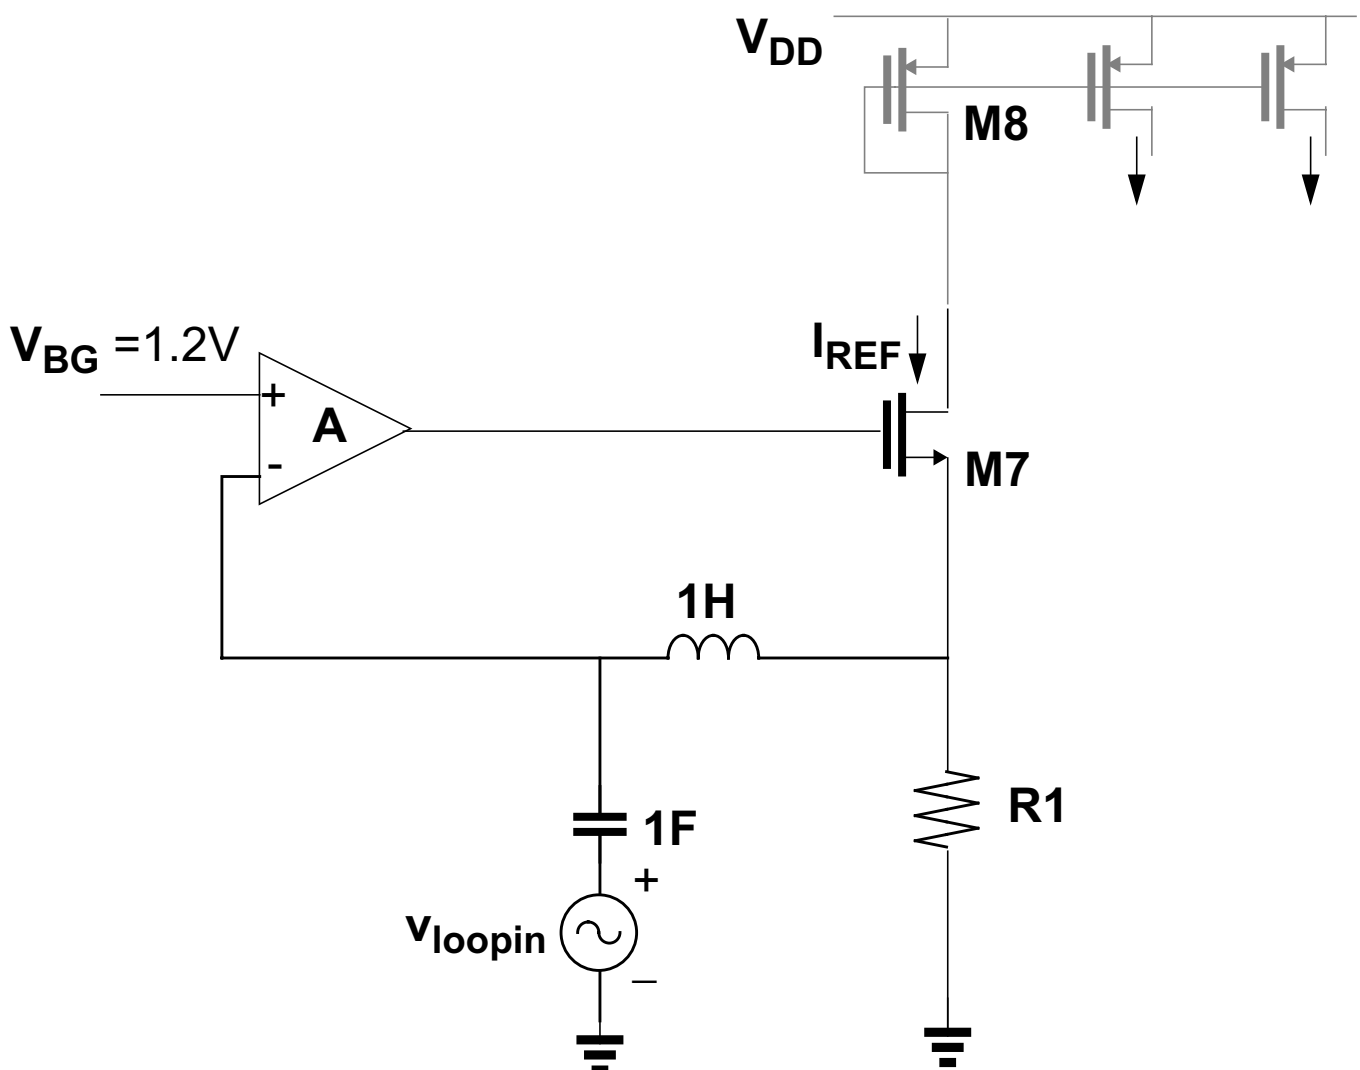 VDD
M8
VBG =1.2V
IREF
+
A
-
M7
1H
1F
R1
+
vloopin
–